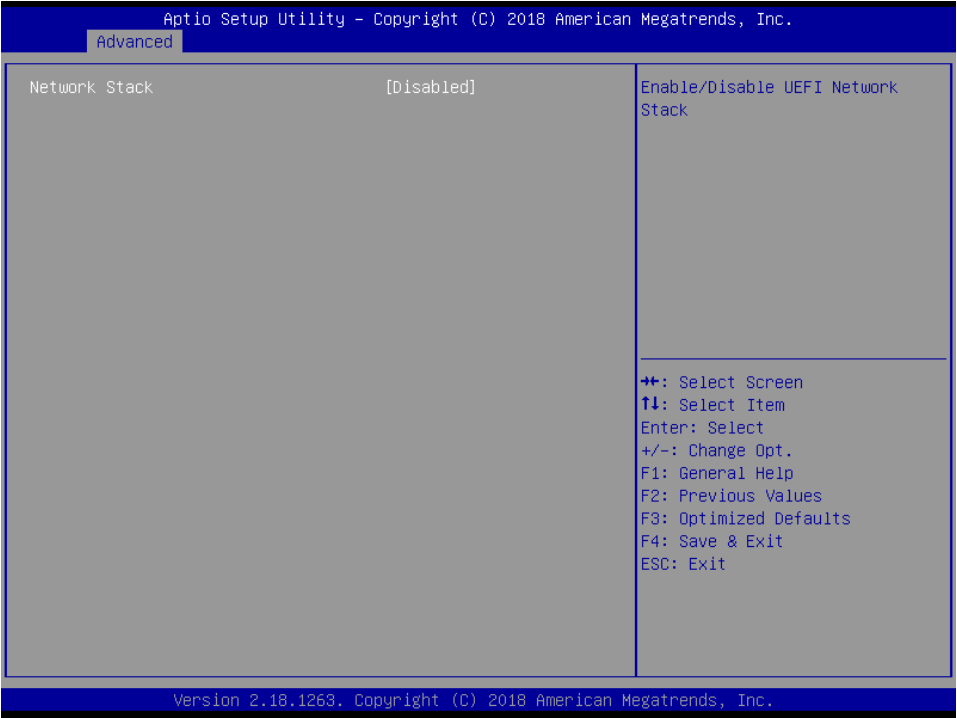 Aptio Setup Utility – Copyright (C) 2018 American Megatrends, Inc.
Advanced
Network Stack [Disabled]
Enable/Disable UEFI Network
Stack
→←: Select Screen
↑↓: Select Item
Enter: Select
+/-: Change Opt.
F1: General Help
F2: Previous Values
F3: Optimized Defaults
F4: Save & Exit
ESC: Exit
Version 2.18.1263. Copyright (C) 2018 American Megatrends, Inc.